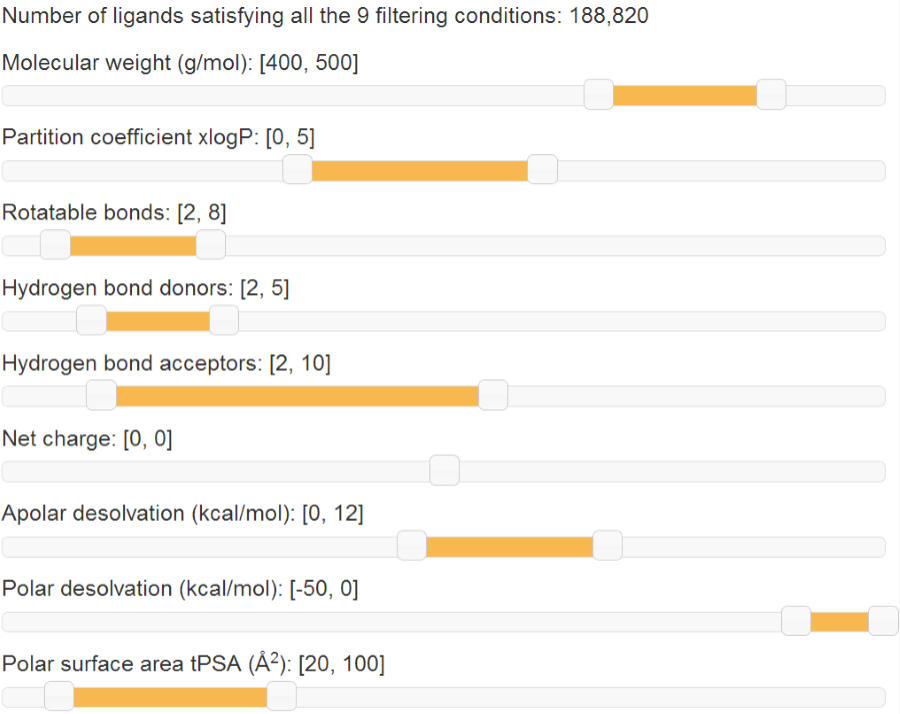 Number of ligands satisfying all the 9 filtering conditions: 188,820
Molecular weight (g/mol): [400, 500]
Partition coefficient xlogP: [0, 5]
Rotatable bonds: [2, 8]
Hydrogen bond donors: [2, 5]
Hydrogen bond acceptors: [2, 10]
Net charge: [0, 0]
Apolar desolvation (kcal/mol): [0, 12]
Polar desolvation (kcal/mol): [-50, 0]
Polar surface area tPSA (Å²): [20, 100]